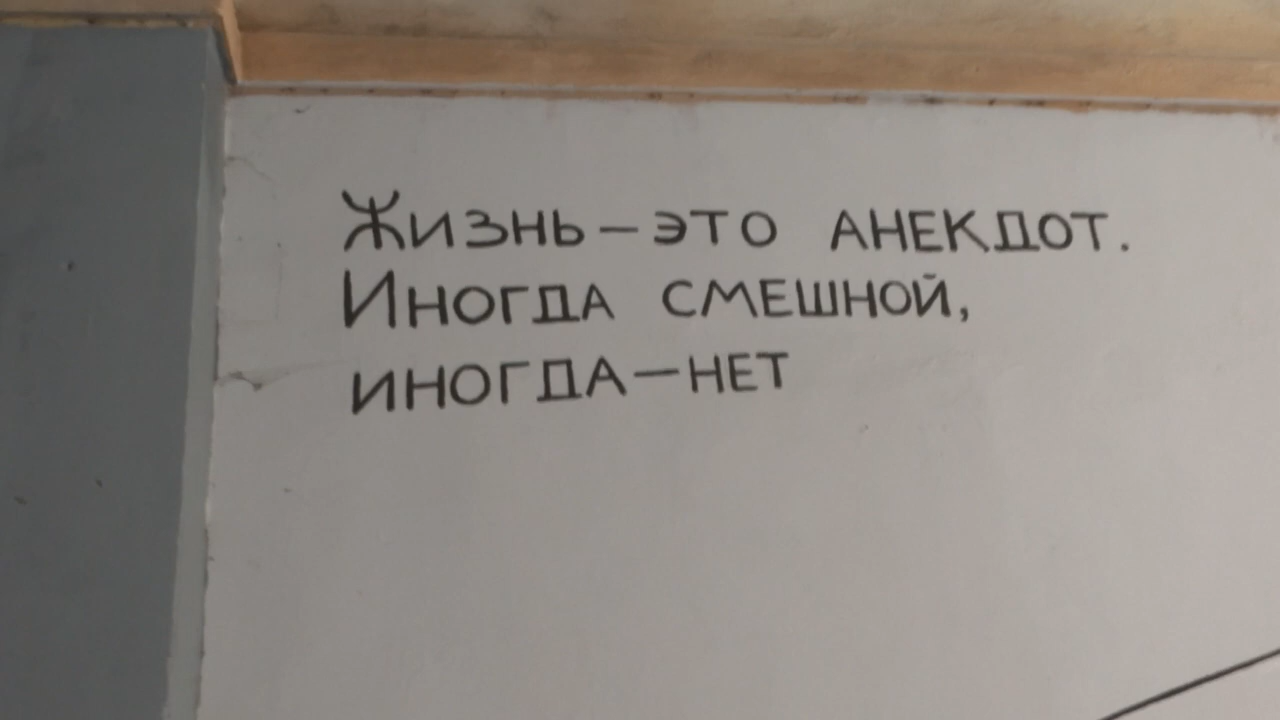 Жизнь – это анекдот.
Иногда смешной,
иногда – нет